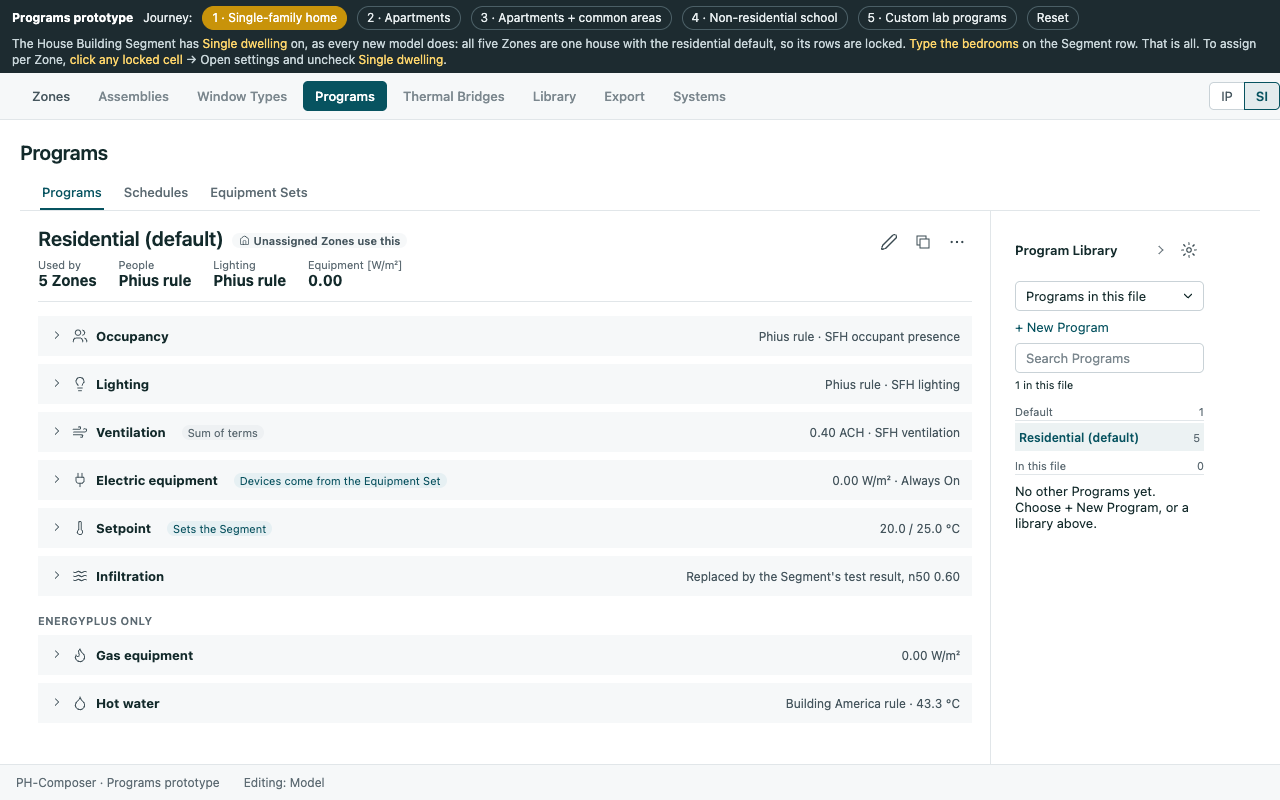 Programs prototype Journey: 1 · Single-family home 2 · Apartments 3 · Apartments + common areas 4 · Non-residential school 5 · Custom lab programs Reset
The House Building Segment has Single dwelling on, as every new model does: all five Zones are one house with the residential default, so its rows are locked. Type the bedrooms on the Segment row. That is all. To assign
per Zone, click any locked cell → Open settings and uncheck Single dwelling.
Zones Assemblies Window Types Programs Thermal Bridges Library Export Systems IP SI
Programs
Programs Schedules Equipment Sets
Residential (default) Unassigned Zones use this
Used by People Lighting Equipment [W/m²]
5 Zones Phius rule Phius rule 0.00
Occupancy Phius rule · SFH occupant presence
Lighting Phius rule · SFH lighting
Ventilation Sum of terms 0.40 ACH · SFH ventilation
Electric equipment Devices come from the Equipment Set 0.00 W/m² · Always On
Setpoint Sets the Segment 20.0 / 25.0 °C
Infiltration Replaced by the Segment's test result, n50 0.60
ENERGYPLUS ONLY
Gas equipment 0.00 W/m²
Hot water Building America rule · 43.3 °C
Program Library
Programs in this file
+ New Program
Search Programs
1 in this file
Default 1
Residential (default) 5
In this file 0
No other Programs yet.
Choose + New Program, or a
library above.
PH-Composer · Programs prototype Editing: Model